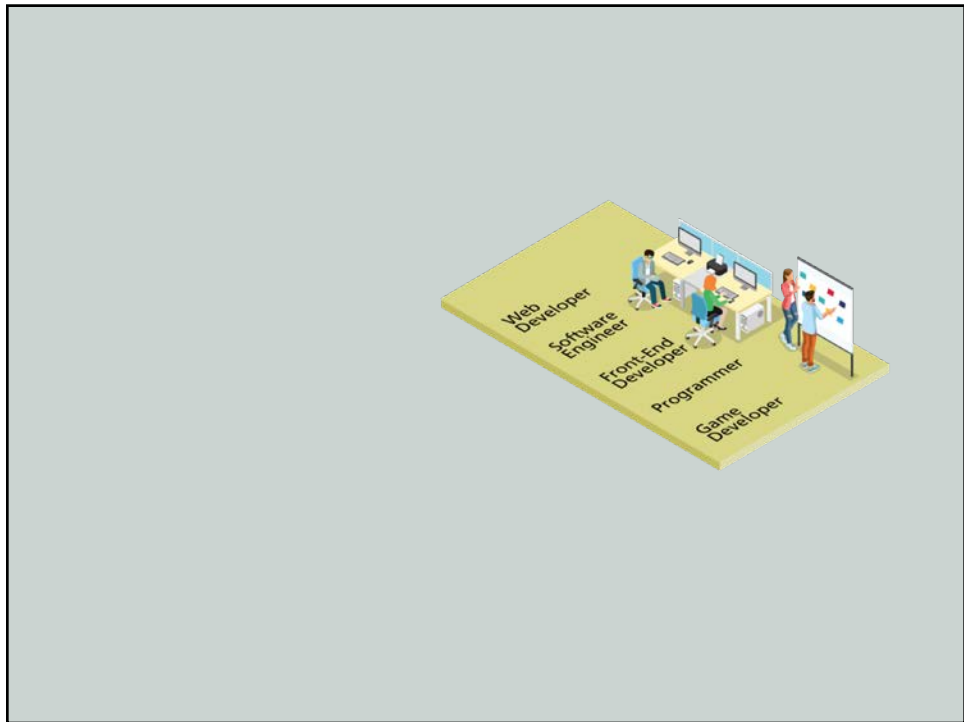 Web
Developer
Software
Engineer
Front-End
Developer
Programmer
Game
Developer